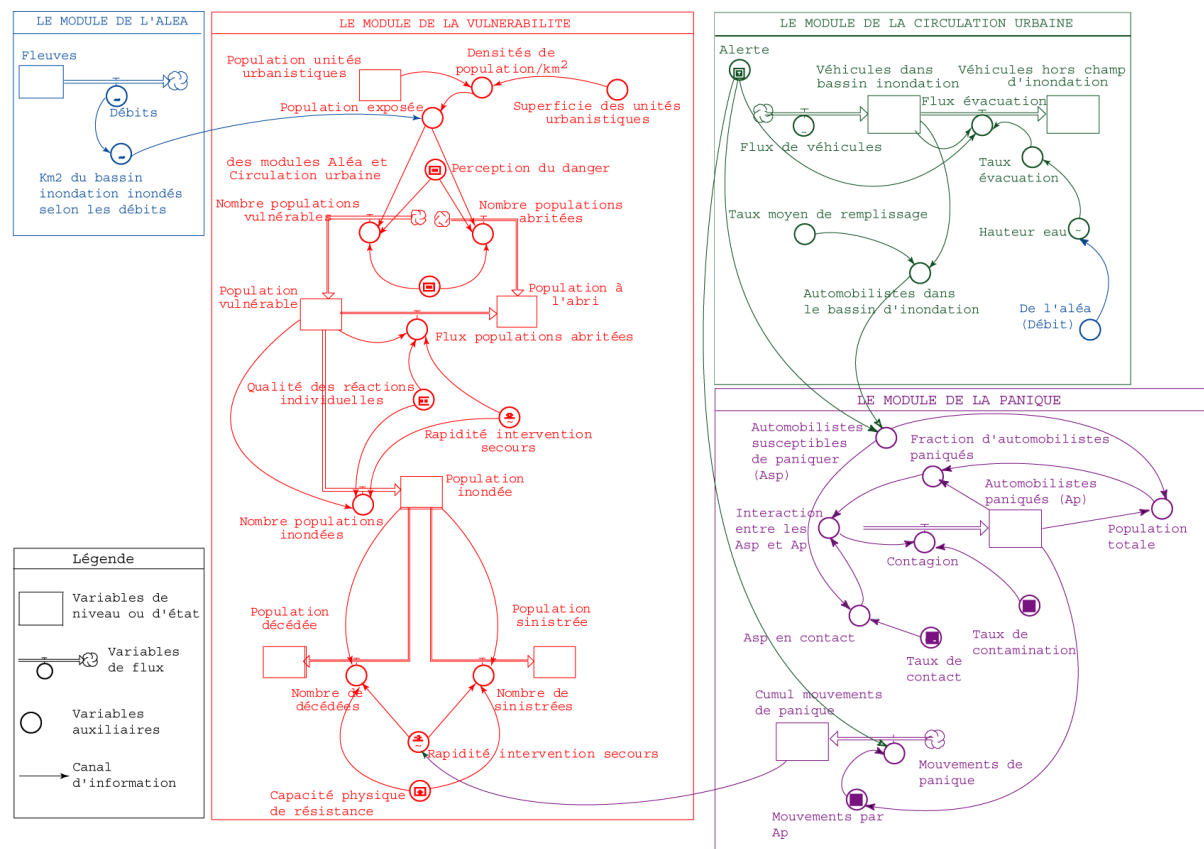 LE MODULE DE L'ALEA
Fleuves
Débits
Km2 du bassin
inondation inondés
selon les débits
LE MODULE DE LA VULNERABILITE
Population unités
urbanistiques
Densités de
population/km2
Population exposée
Superficie des unités
urbanistiques
des modules Aléa et
Circulation urbaine
Perception du danger
Nombre populations
vulnérables
Nombre populations
abritées
Population
vulnérable
Population à
l'abri
Flux populations abritées
Qualité des réactions
individuelles
Rapidité intervention
secours
Population
inondée
Nombre populations
inondées
Population
décédée
Population
sinistrée
Nombre de
décédées
Nombre de
sinistrées
Rapidité intervention secours
Capacité physique
de résistance
LE MODULE DE LA CIRCULATION URBAINE
Alerte
Véhicules dans
bassin inondation
Véhicules hors champ
d'inondation
Flux évacuation
Flux de véhicules
Taux
évacuation
Taux moyen de remplissage
Hauteur eau
Automobilistes dans
le bassin d'inondation
De l'aléa
(Débit)
LE MODULE DE LA PANIQUE
Automobilistes
susceptibles
de paniquer
(Asp)
Fraction d'automobilistes
paniqués
Automobilistes
paniqués (Ap)
Interaction
entre les
Asp et Ap
Population
totale
Contagion
Asp en contact
Taux de
contamination
Taux de
contact
Cumul mouvements
de panique
Mouvements de
panique
Mouvements par
Ap
Légende
Variables de
niveau ou d'état
Variables
de flux
Variables
auxiliaires
Canal
d'information